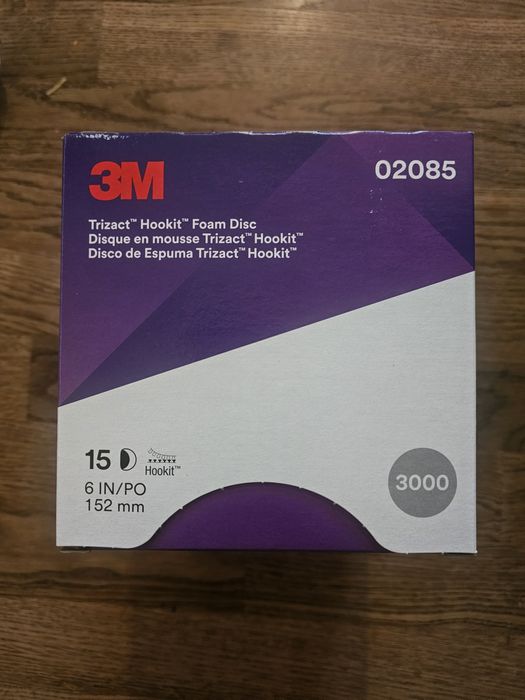 3M
02085
Trizact™ Hookit™ Foam Disc
Disque en mousse Trizact™ Hookit™
Disco de Espuma Trizact™ Hookit™
15
Hookit™
6 IN/PO
152 mm
3000